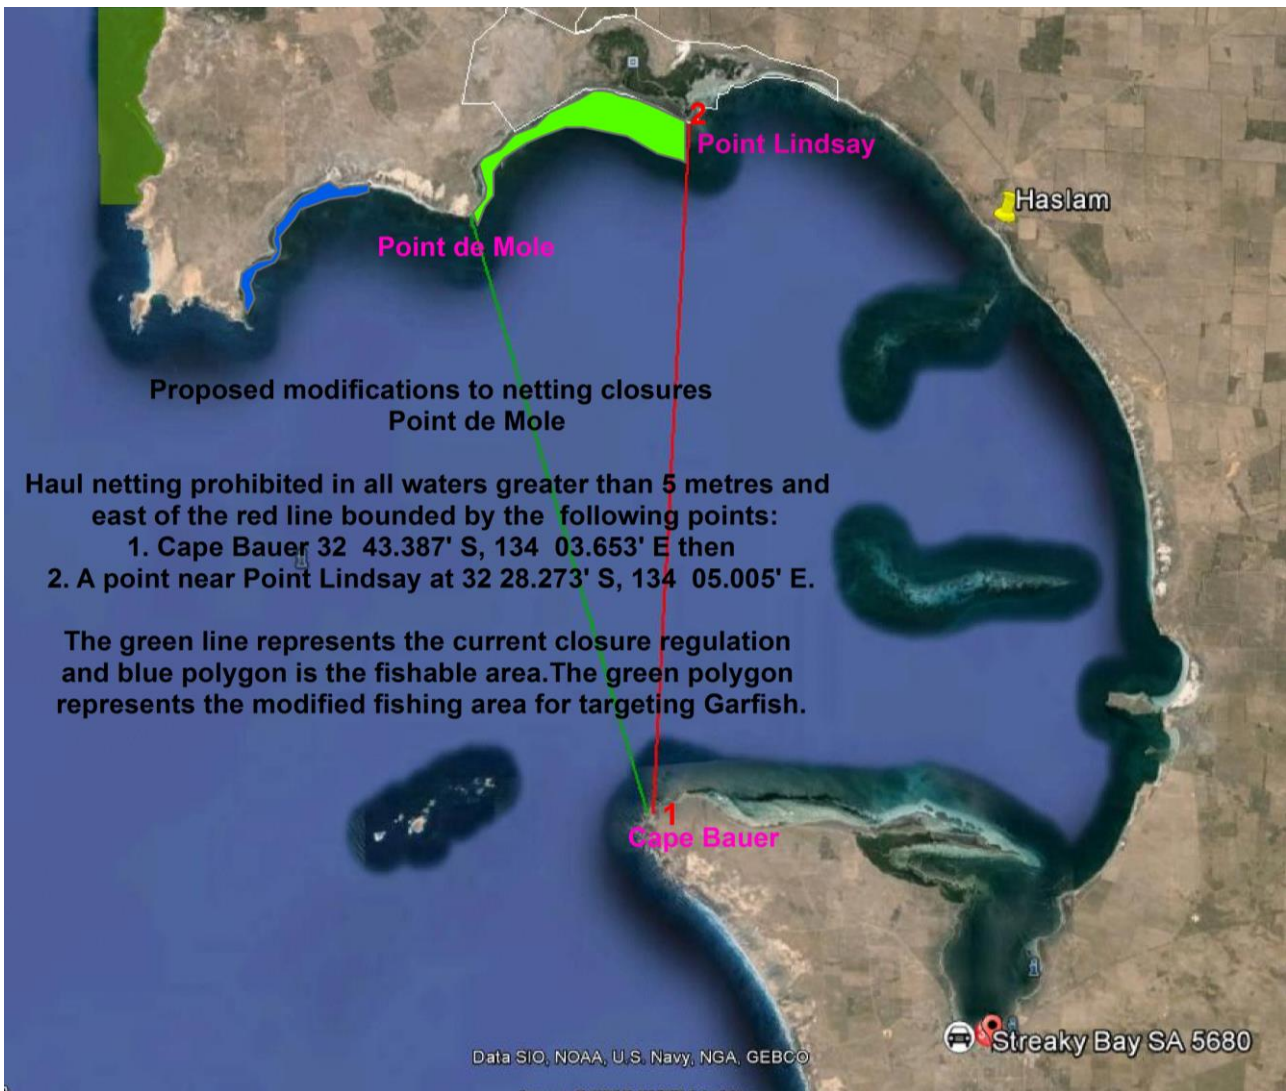 2
Point Lindsay
Haslam
Point de Mole
Proposed modifications to netting closures
Point de Mole
Haul netting prohibited in all waters greater than 5 metres and
east of the red line bounded by the  following points:
1. Cape Bauer 32  43.387' S, 134  03.653' E then
2. A point near Point Lindsay at 32 28.273' S, 134  05.005' E.
The green line represents the current closure regulation
and blue polygon is the fishable area.The green polygon
represents the modified fishing area for targeting Garfish.
1
Cape Bauer
Streaky Bay SA 5680
Data SIO, NOAA, U.S. Navy, NGA, GEBCO